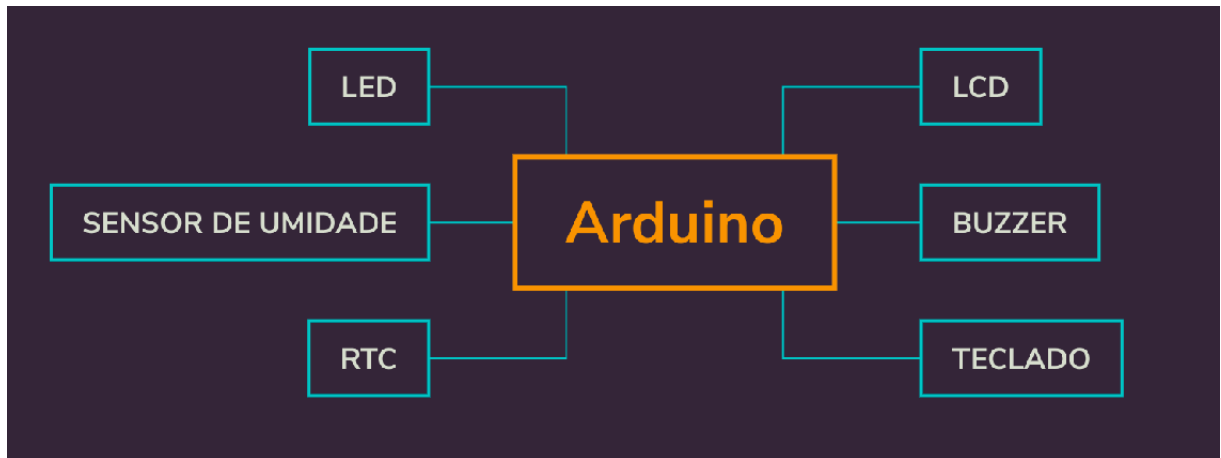 LED
LCD
SENSOR DE UMIDADE
Arduino
BUZZER
RTC
TECLADO